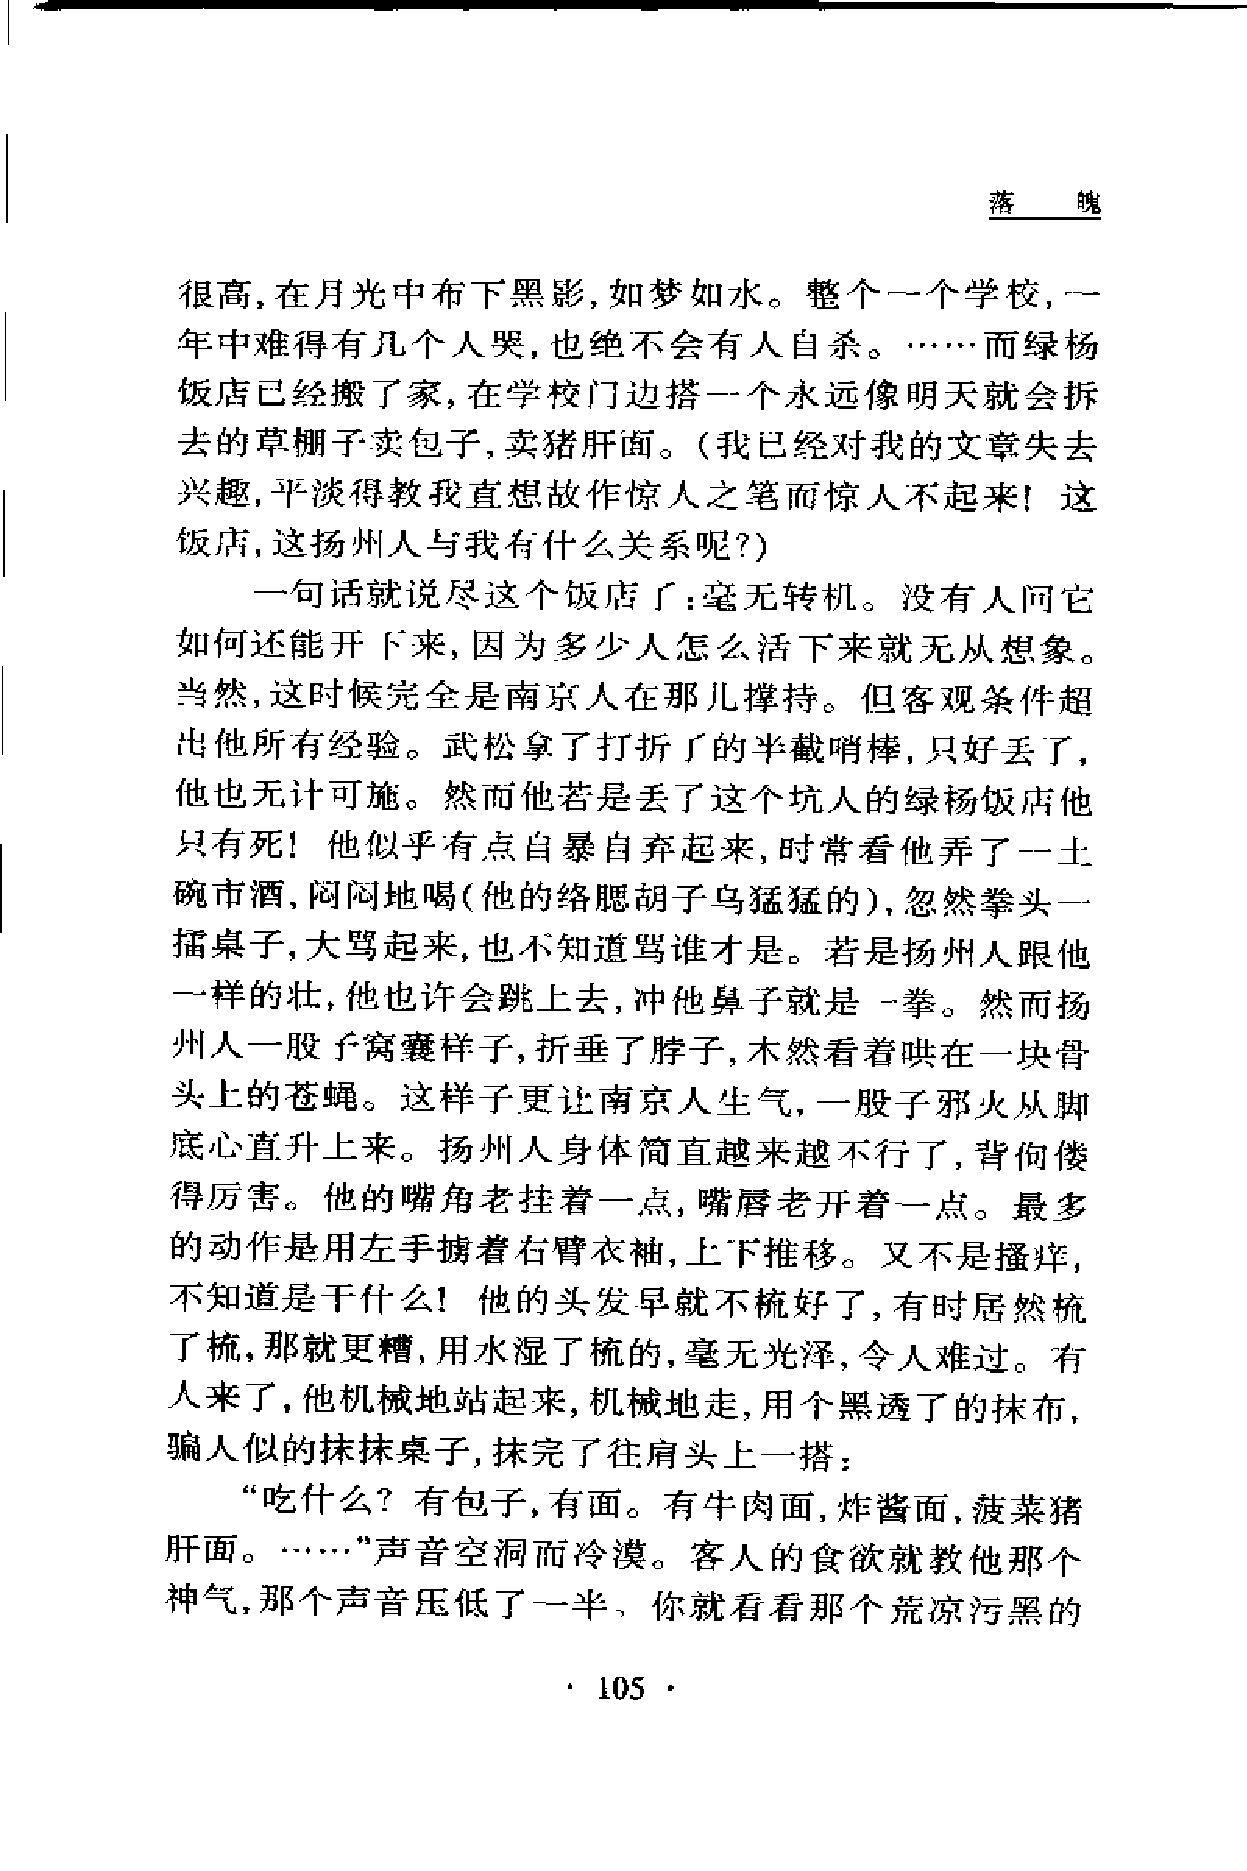 落 魄
很高,在月光中布下黑影,如梦如水。整个一个学校,一
年中难得有几个人哭,也绝不会有人自杀。……而绿杨
饭店已经搬了家,在学校门边搭一个永远像明天就会拆
去的草棚子卖包子,卖猪肝面。(我已经对我的文章失去
兴趣,平淡得教我直想故作惊人之笔而惊人不起来!这
饭店,这扬州人与我有什么关系呢?)
一句话就说尽这个饭店了:毫无转机。没有人问它
如何还能开下来,因为多少人怎么活下来就无从想象。
当然,这时候完全是南京人在那儿撑持。但客观条件超
出他所有经验。武松拿了打折了的半截哨棒,只好丢了,
他也无计可施。然而他若是丢了这个坑人的绿杨饭店他
只有死!他似乎有点自暴自弃起来,时常看他弄了一土
碗市酒,闷闷地喝(他的络腮胡子乌猛猛的),忽然拳头一
擂桌子,大骂起来,也不知道骂谁才是。若是扬州人跟他
一样的壮,他也许会跳上去,冲他鼻子就是一拳。然而扬
州人一股子窝囊样子,折垂了脖子,木然看着哄在一块骨
头上的苍蝇。这样子更让南京人生气,一股子邪火从脚
底心直升上来。扬州人身体简直越来越不行了,背佝偻
得厉害。他的嘴角老挂着一点,嘴唇老开着一点。最多
的动作是用左手掳着右臂衣袖,上下推移。又不是搔痒,
不知道是干什么!他的头发早就不梳好了,有时居然梳
了梳,那就更糟,用水湿了梳的,毫无光泽,令人难过。有
人来了,他机械地站起来,机械地走,用个黑透了的抹布,
骗人似的抹抹桌子,抹完了往肩头上一搭:
“吃什么?有包子,有面。有牛肉面,炸酱面,菠菜猪
肝面。……”声音空洞而冷漠。客人的食欲就教他那个
神气,那个声音压低了一半。你就看看那个荒凉污黑的
· 105 ·